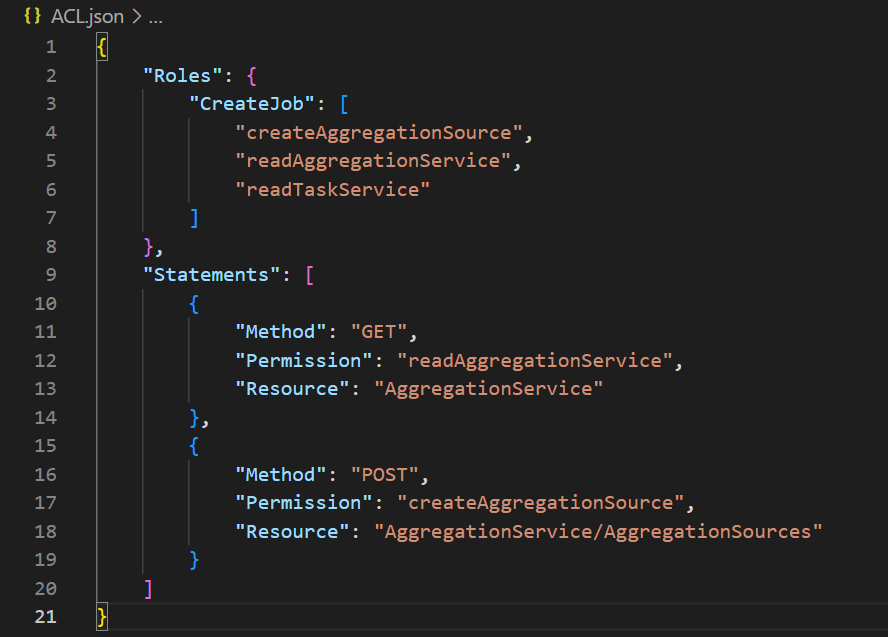 {} ACL.json > ...
1 {
2     "Roles": {
3         "CreateJob": [
4             "createAggregationSource",
5             "readAggregationService",
6             "readTaskService"
7         ]
8     },
9     "Statements": [
10         {
11             "Method": "GET",
12             "Permission": "readAggregationService",
13             "Resource": "AggregationService"
14         },
15         {
16             "Method": "POST",
17             "Permission": "createAggregationSource",
18             "Resource": "AggregationService/AggregationSources"
19         }
20     ]
21 }